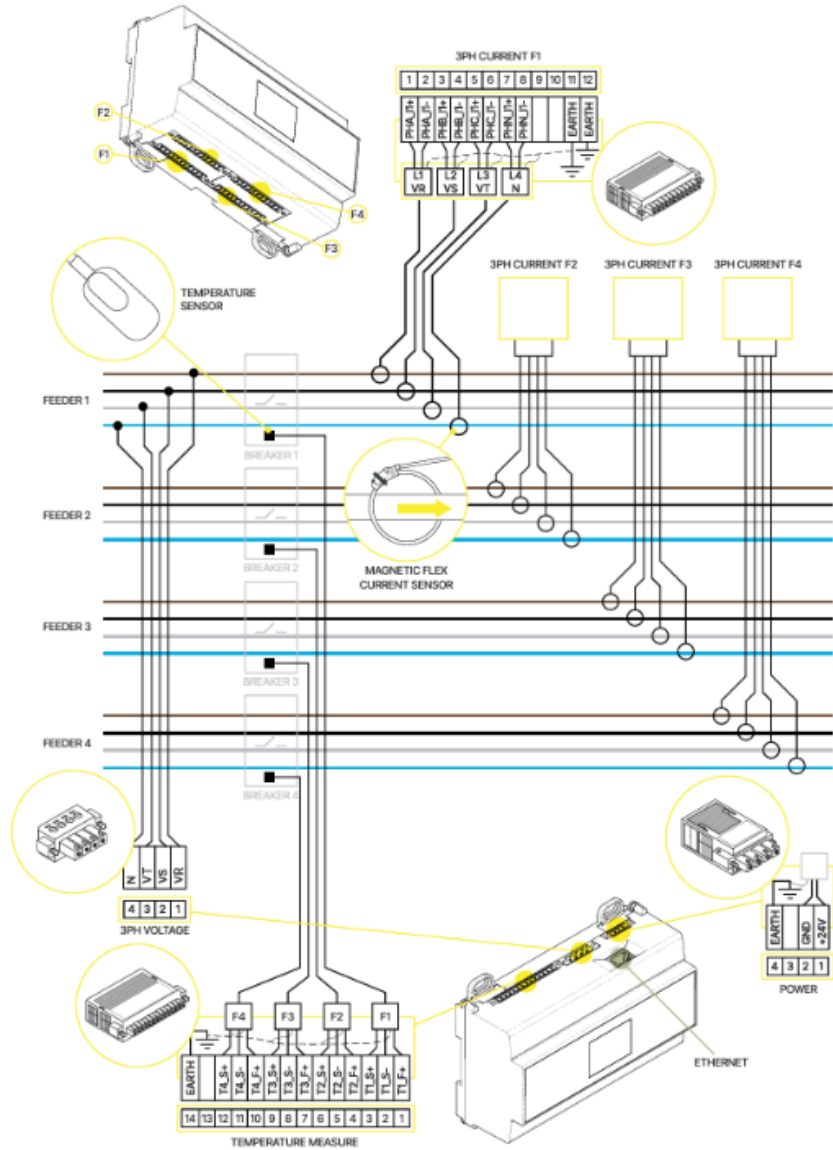 3PH CURRENT F1
1 2 3 4 5 6 7 8 9 10 11 12
PHA_I1+
PHA_I1-
PHB_I1+
PHB_I1-
PHC_I1+
PHC_I1-
PHN_I1+
PHN_I1-
EARTH
EARTH
L1 VR
L2 VS
L3 VT
L4 N
F2
F1
F4
F3
TEMPERATURE
SENSOR
3PH CURRENT F2
3PH CURRENT F3
3PH CURRENT F4
FEEDER 1
BREAKER 1
FEEDER 2
BREAKER 2
MAGNETIC FLEX
CURRENT SENSOR
FEEDER 3
BREAKER 3
FEEDER 4
BREAKER 4
N
VT
VS
VR
4 3 2 1
3PH VOLTAGE
EARTH
GND
+24V
4 3 2 1
POWER
ETHERNET
F4
F3
F2
F1
EARTH
T4_S+
T4_S-
T4_F+
T3_S+
T3_S-
T3_F+
T2_S+
T2_S-
T2_F+
T1_S+
T1_S-
T1_F+
14 13 12 11 10 9 8 7 6 5 4 3 2 1
TEMPERATURE MEASURE